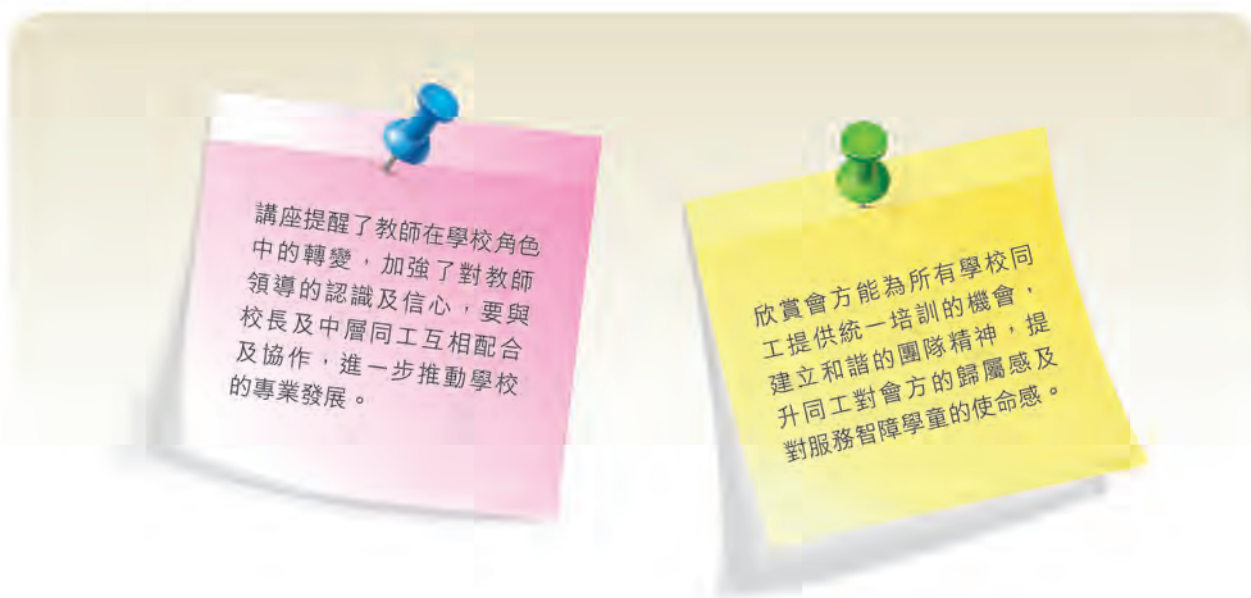 講座提醒了教師在學校角色
中的轉變，加強了對教師
領導的認識及信心，要與
校長及中層同工互相配合
及協作，進一步推動學校
的專業發展。
欣賞會方能為所有學校同
工提供統一培訓的機會，
建立和諧的團隊精神，提
升同工對會方的歸屬感及
對服務智障學童的使命感。